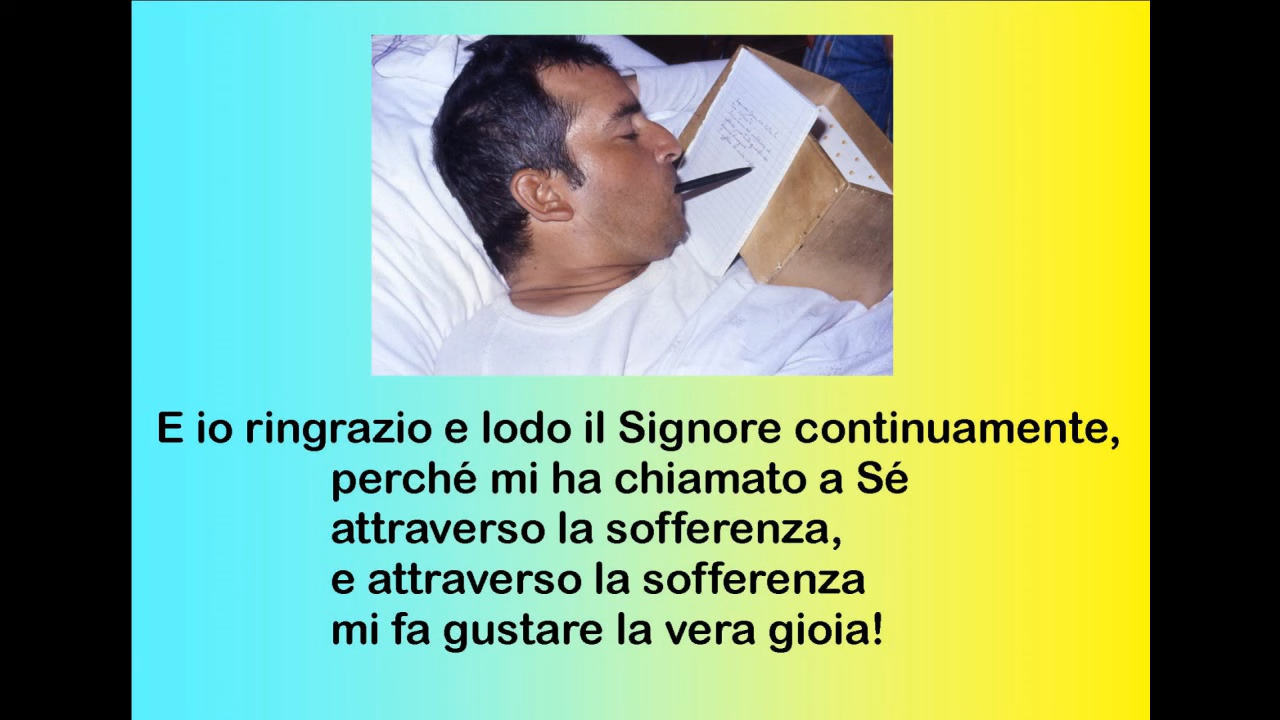 E io ringrazio e lodo il Signore continuamente,
perché mi ha chiamato a Sé
attraverso la sofferenza,
e attraverso la sofferenza
mi fa gustare la vera gioia!